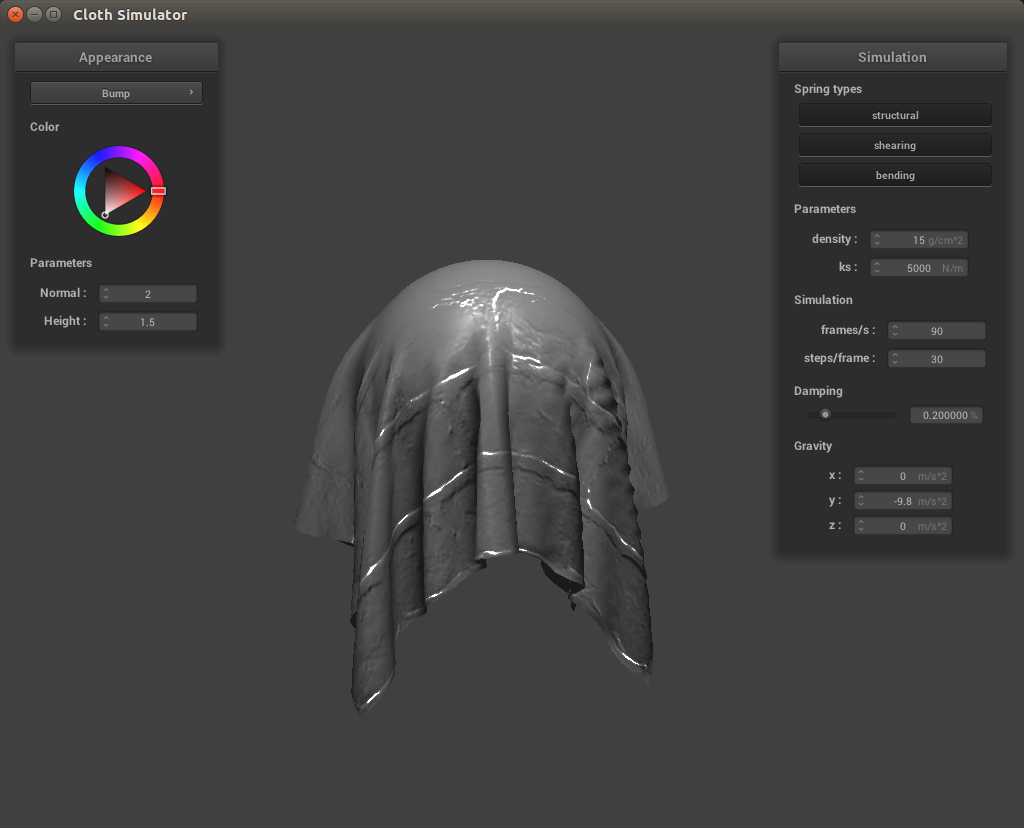 Cloth Simulator
Appearance
Bump ›
Color
Parameters
Normal : 2
Height : 1.5
Simulation
Spring types
structural
shearing
bending
Parameters
density : 15 g/cm^2
ks : 5000 N/m
Simulation
frames/s : 90
steps/frame : 30
Damping
0.200000 %
Gravity
x : 0 m/s^2
y : -9.8 m/s^2
z : 0 m/s^2